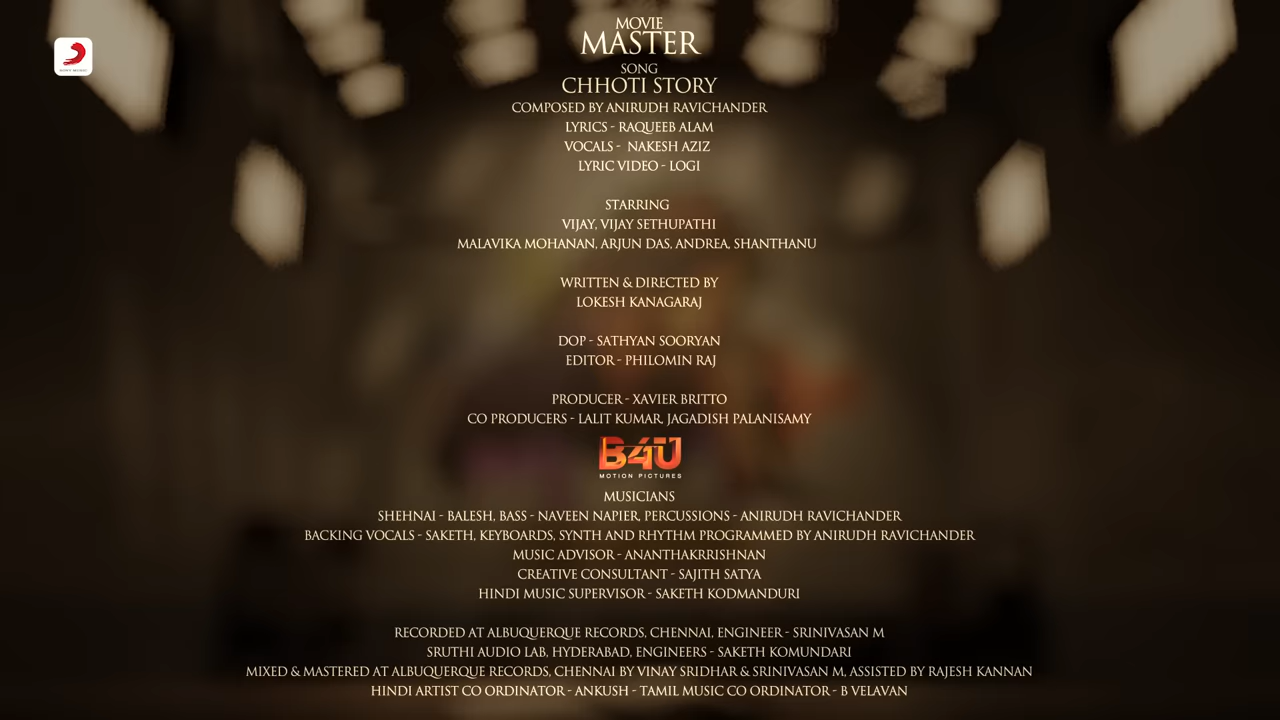 MOVIE
MASTER
SONG
CHHOTI STORY
COMPOSED BY ANIRUDH RAVICHANDER
LYRICS - RAQUEEB ALAM
VOCALS - NAKESH AZIZ
LYRIC VIDEO - LOGI
STARRING
VIJAY, VIJAY SETHUPATHI
MALAVIKA MOHANAN, ARJUN DAS, ANDREA, SHANTHANU
WRITTEN & DIRECTED BY
LOKESH KANAGARAJ
DOP - SATHYAN SOORYAN
EDITOR - PHILOMIN RAJ
PRODUCER - XAVIER BRITTO
CO PRODUCERS - LALIT KUMAR, JAGADISH PALANISAMY
B4U
MOTION PICTURES
MUSICIANS
SHEHNAI - BALESH, BASS - NAVEEN NAPIER, PERCUSSIONS - ANIRUDH RAVICHANDER
BACKING VOCALS - SAKETH, KEYBOARDS, SYNTH AND RHYTHM PROGRAMMED BY ANIRUDH RAVICHANDER
MUSIC ADVISOR - ANANTHAKRRISHNAN
CREATIVE CONSULTANT - SAJITH SATYA
HINDI MUSIC SUPERVISOR - SAKETH KODMANDURI
RECORDED AT ALBUQUERQUE RECORDS, CHENNAI, ENGINEER - SRINIVASAN M
SRUTHI AUDIO LAB, HYDERABAD, ENGINEERS - SAKETH KOMUNDARI
MIXED & MASTERED AT ALBUQUERQUE RECORDS, CHENNAI BY VINAY SRIDHAR & SRINIVASAN M, ASSISTED BY RAJESH KANNAN
HINDI ARTIST CO ORDINATOR - ANKUSH - TAMIL MUSIC CO ORDINATOR - B VELAVAN